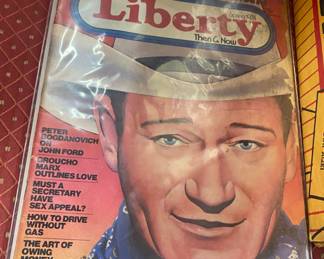 Liberty
Then & Now
PETER
BOGDANOVICH
ON
JOHN FORD
GROUCHO
MARX
OUTLINES LOVE
MUST A
SECRETARY
HAVE
SEX APPEAL?
HOW TO DRIVE
WITHOUT
GAS
THE ART OF
OWING
MONEY